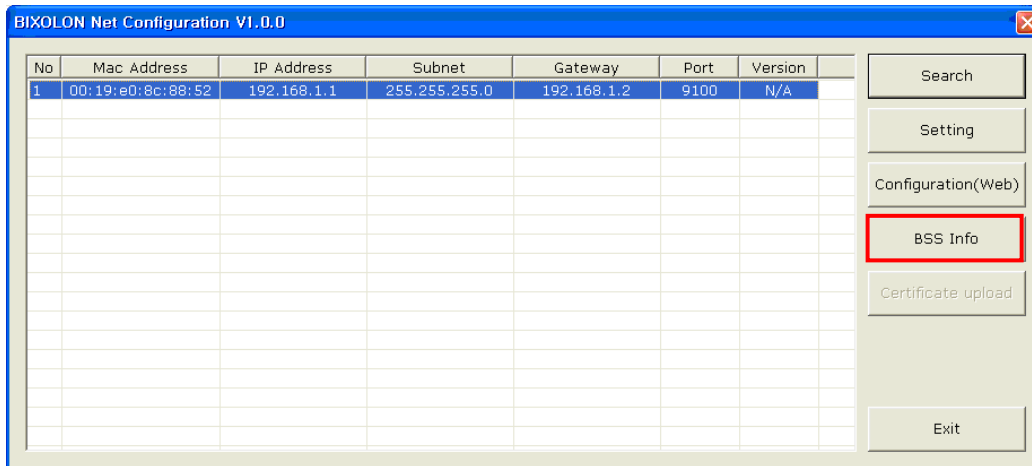 BIXOLON Net Configuration V1.0.0
No Mac Address IP Address Subnet Gateway Port Version
1 00:19:e0:8c:88:52 192.168.1.1 255.255.255.0 192.168.1.2 9100 N/A
Search
Setting
Configuration(Web)
BSS Info
Certificate upload
Exit